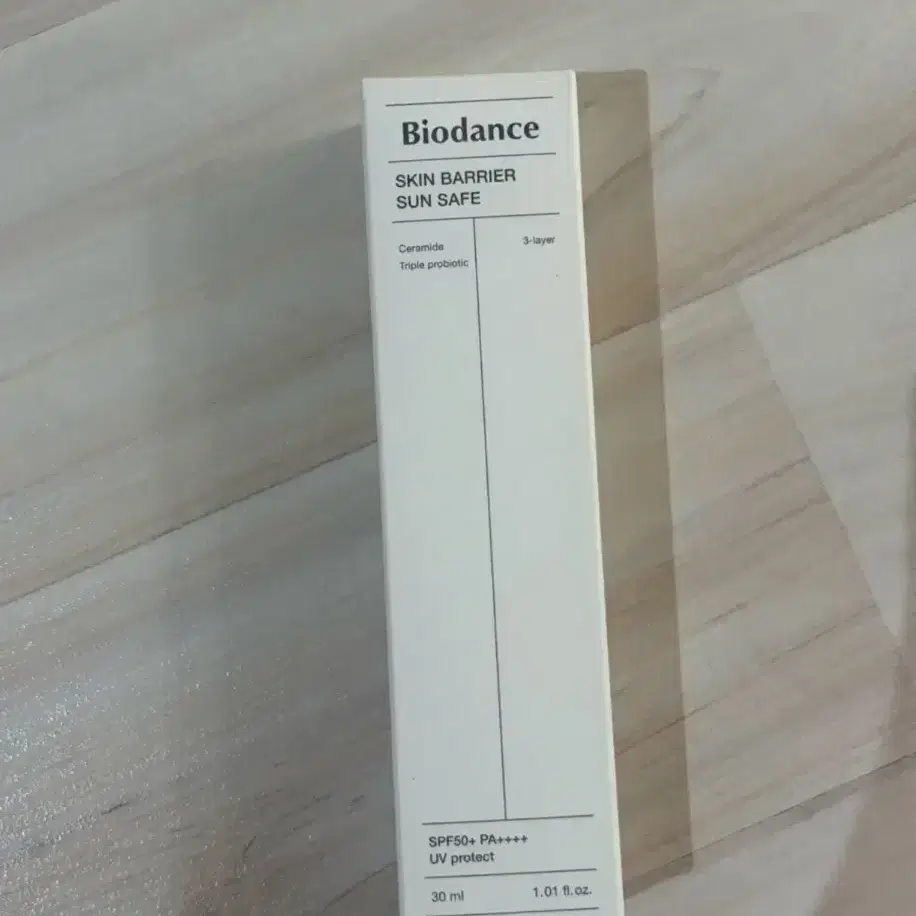 Biodance
SKIN BARRIER
SUN SAFE
Ceramide
Triple probiotic
3-layer
SPF50+ PA++++
UV protect
30 ml
1.01 fl.oz.